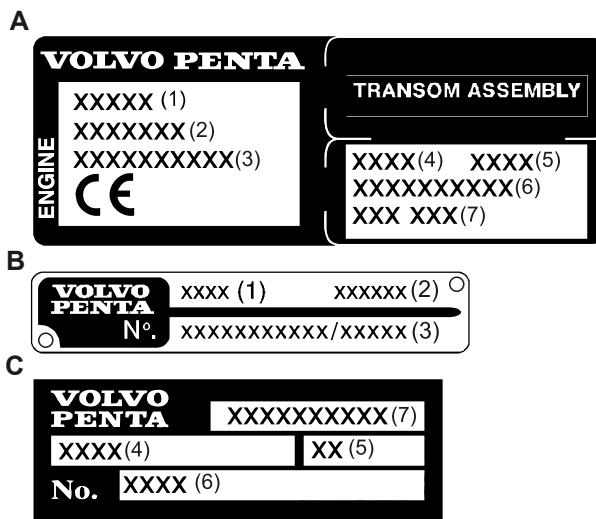 A
VOLVO PENTA
ENGINE
XXXXX (1)
XXXXXXX (2)
XXXXXXXXXX (3)
CE
TRANSOM ASSEMBLY
XXXX (4) XXXX (5)
XXXXXXXXXX (6)
XXX XXX (7)
B
VOLVO
PENTA
Nº.
xxxx (1) xxxxxx (2)
xxxxxxxxxxx/xxxxx (3)
C
VOLVO
PENTA
XXXXXXXXXX (7)
XXXX (4) XX (5)
No. XXXX (6)